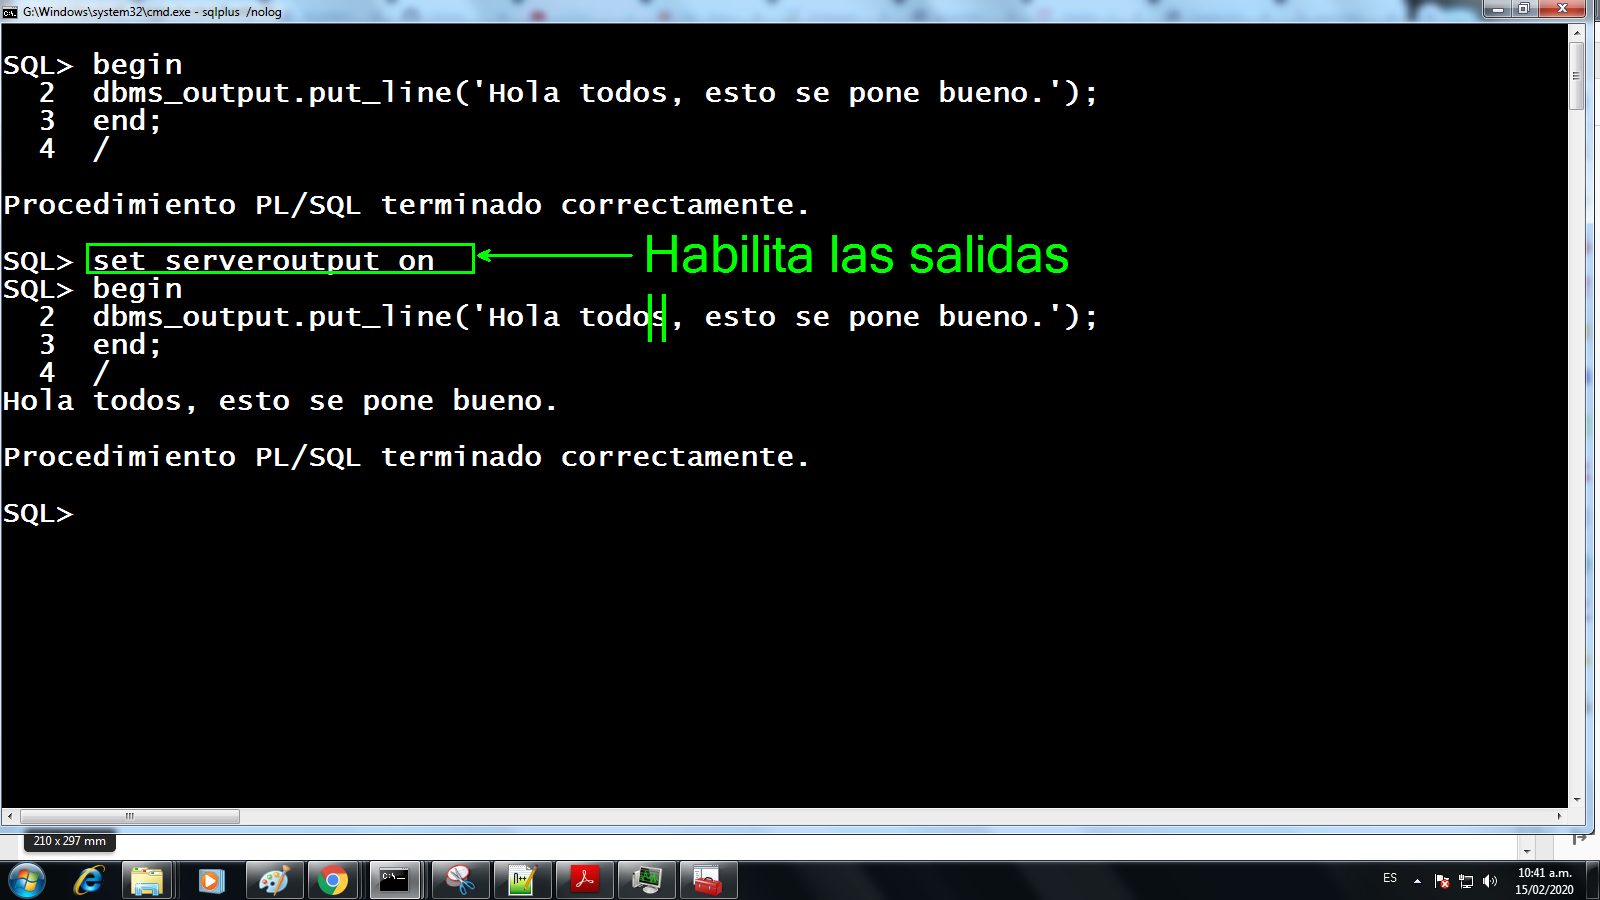 G:\Windows\system32\cmd.exe - sqlplus  /nolog
SQL> begin
  2  dbms_output.put_line('Hola todos, esto se pone bueno.');
  3  end;
  4  /
Procedimiento PL/SQL terminado correctamente.
SQL> set serveroutput on
Habilita las salidas
SQL> begin
  2  dbms_output.put_line('Hola todos, esto se pone bueno.');
  3  end;
  4  /
Hola todos, esto se pone bueno.
Procedimiento PL/SQL terminado correctamente.
SQL>
210 x 297 mm
ES
10:41 a.m.
15/02/2020